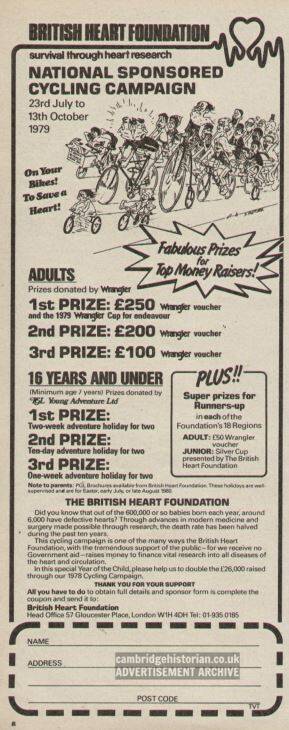 BRITISH HEART FOUNDATION
survival through heart research
NATIONAL SPONSORED
CYCLING CAMPAIGN
23rd July to
13th October
1979
On Your
Bikes!
To Save a
Heart!
Fabulous Prizes
for
Top Money Raisers!
ADULTS
Prizes donated by Wrangler
1st PRIZE: £250 Wrangler voucher
and the 1979 Wrangler Cup for endeavour
2nd PRIZE: £200 Wrangler voucher
3rd PRIZE: £100 Wrangler voucher
16 YEARS AND UNDER
(Minimum age 7 years) Prizes donated by
PGL Young Adventure Ltd
1st PRIZE:
Two-week adventure holiday for two
2nd PRIZE:
Ten-day adventure holiday for two
3rd PRIZE:
One-week adventure holiday for two
PLUS!!
Super prizes for
Runners-up
in each of the
Foundation's 18 Regions
ADULT: £50 Wrangler
voucher
JUNIOR: Silver Cup
presented by The British
Heart Foundation
Note to parents: PGL Brochures available from British Heart Foundation. These holidays are well-
supervised and are for Easter, early July, or late August 1980.
THE BRITISH HEART FOUNDATION
Did you know that out of the 600,000 or so babies born each year, around
6,000 have defective hearts? Through advances in modern medicine and
surgery made possible through research, the death rate has been halved
during the past ten years.
This cycling campaign is one of the many ways the British Heart
Foundation, with the tremendous support of the public – for we receive no
Government aid – raises money to finance vital research into all diseases of
the heart and circulation.
In this special Year of the Child, please help us to double the £26,000 raised
through our 1978 Cycling Campaign.
THANK YOU FOR YOUR SUPPORT
All you have to do to obtain full details and sponsor form is complete the
coupon and send it to:
British Heart Foundation
Head Office 57 Gloucester Place, London W1H 4DH Tel: 01-935 0185
NAME
ADDRESS
cambridgehistorian.co.uk
ADVERTISEMENT ARCHIVE
POST CODE
TVT